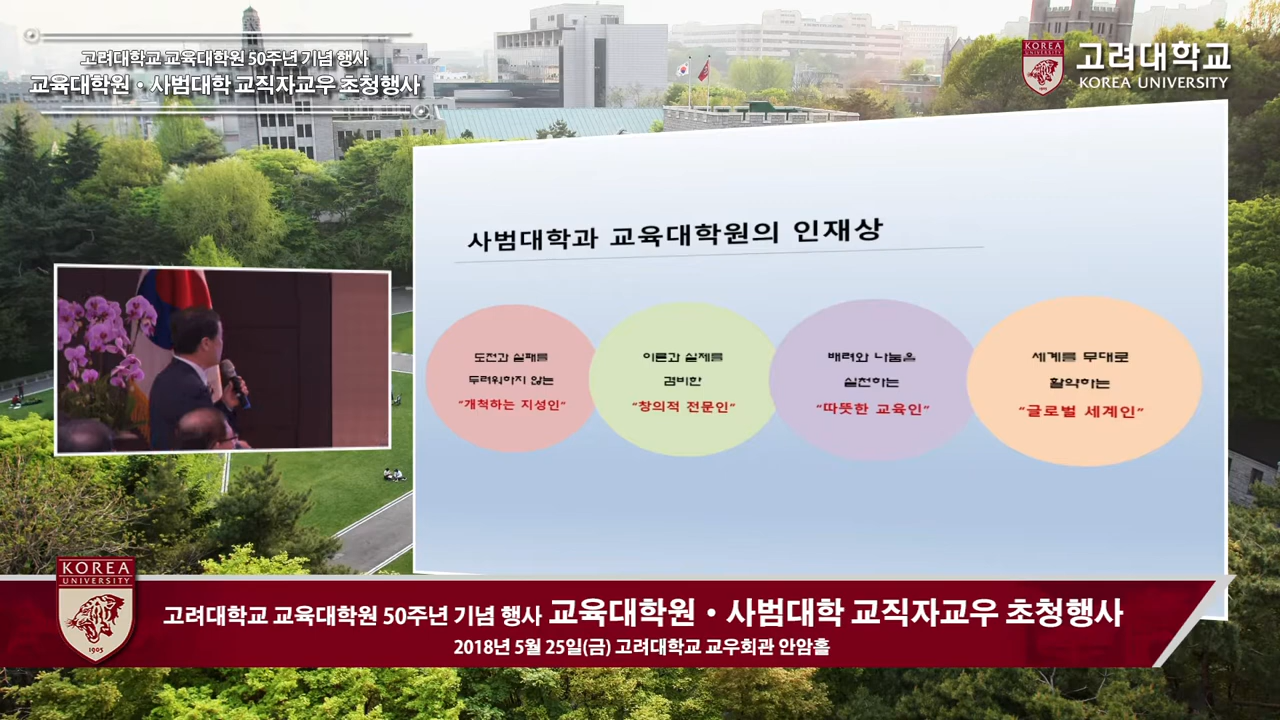 고려대학교 교육대학원 50주년 기념 행사
교육대학원 • 사범대학 교직자교우 초청행사
KOREA
UNIVERSITY
1905
고려대학교
KOREA UNIVERSITY
사범대학과 교육대학원의 인재상
도전과 실패를
두려워하지 않는
“개척하는 지성인”
이론과 실제를
겸비한
“창의적 전문인”
배려와 나눔을
실천하는
“따뜻한 교육인”
세계를 무대로
활약하는
“글로벌 세계인”
KOREA
UNIVERSITY
1905
고려대학교 교육대학원 50주년 기념 행사 교육대학원 • 사범대학 교직자교우 초청행사
2018년 5월 25일(금) 고려대학교 교우회관 안암홀